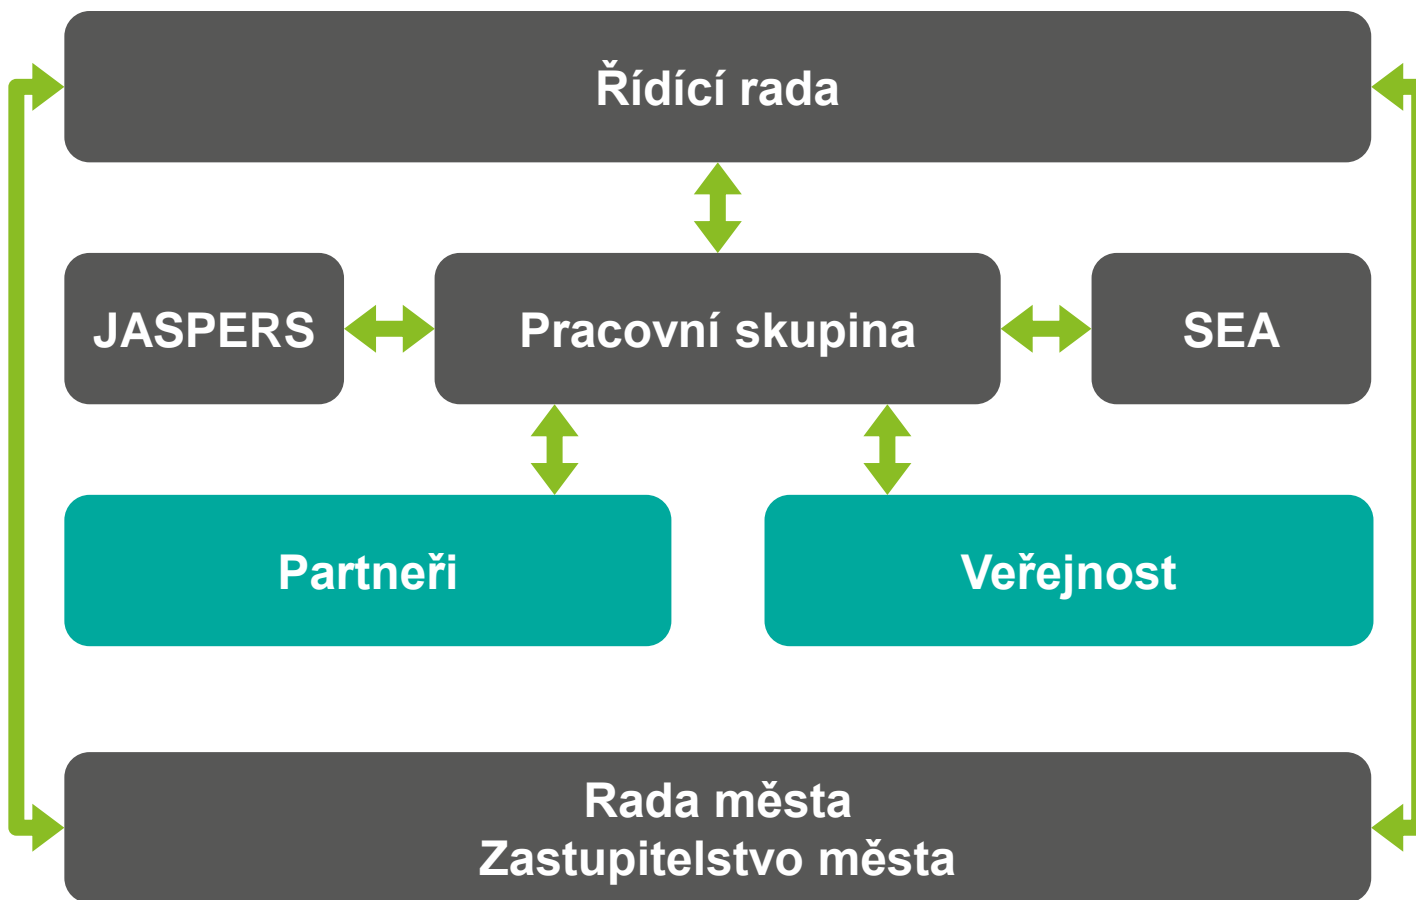 Řídící rada
JASPERS
Pracovní skupina
SEA
Partneři
Veřejnost
Rada města
Zastupitelstvo města